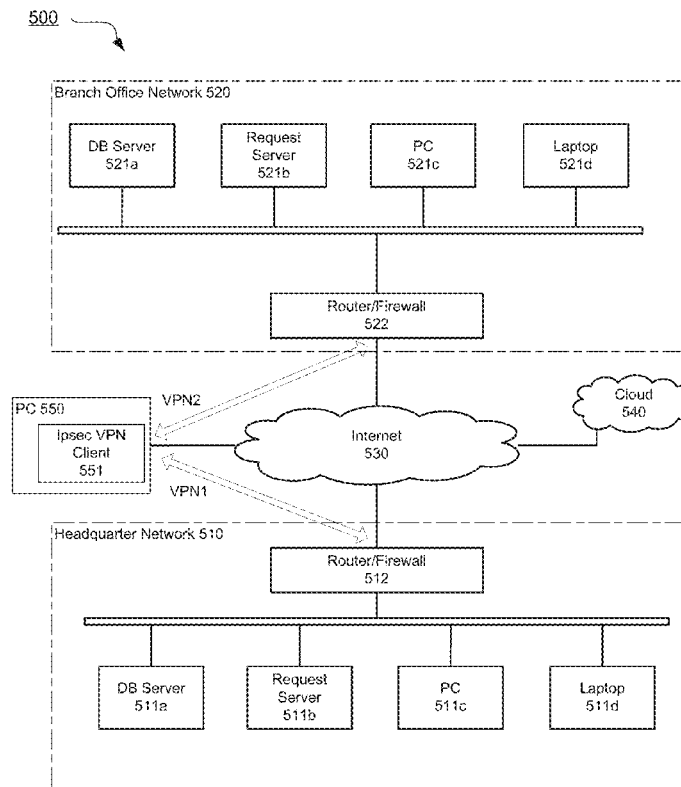 500
Branch Office Network 520
DB Server
521a
Request
Server
521b
PC
521c
Laptop
521d
Router/Firewall
522
VPN2
Cloud
540
PC 550
Ipsec VPN
Client
551
Internet
530
VPN1
Headquarter Network 510
Router/Firewall
512
DB Server
511a
Request
Server
511b
PC
511c
Laptop
511d